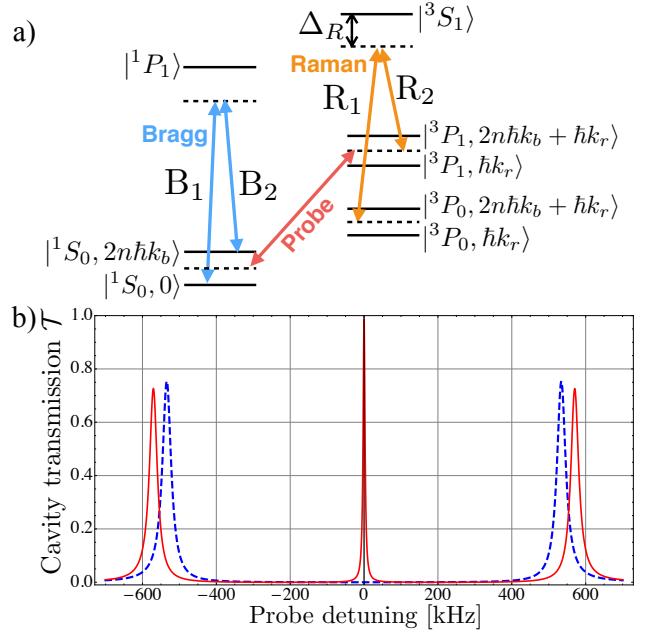 a)
|³S₁⟩
Δ_R
|¹P₁⟩
Raman
R₁ R₂
Bragg
|³P₁, 2nℏk_b + ℏk_r⟩
B₁ B₂
|³P₁, ℏk_r⟩
Probe
|³P₀, 2nℏk_b + ℏk_r⟩
|¹S₀, 2nℏk_b⟩
|³P₀, ℏk_r⟩
|¹S₀, 0⟩
b)
Cavity transmission 𝒯
1.0
0.8
0.6
0.4
0.2
0.0
−600 −400 −200 0 200 400 600
Probe detuning [kHz]